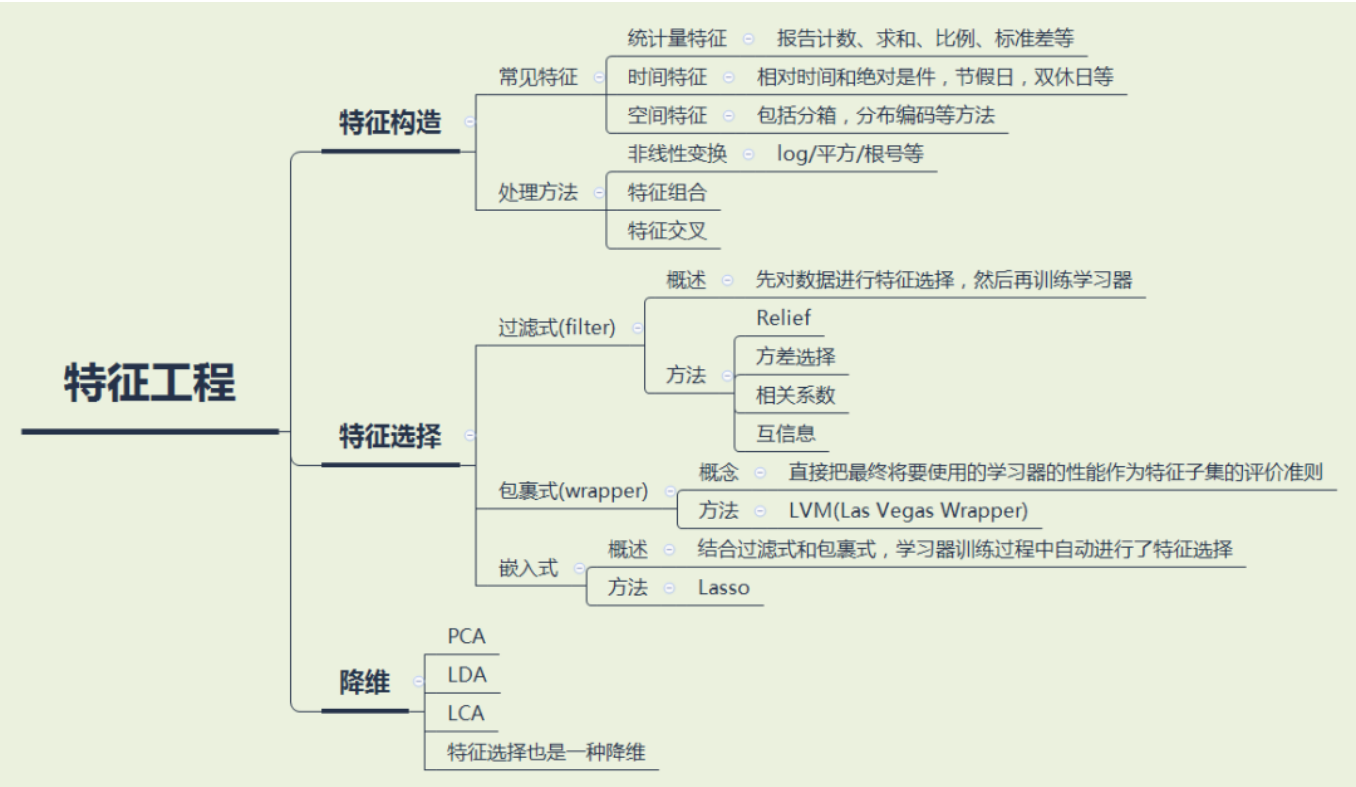 特征工程
特征构造
常见特征
统计量特征
报告计数、求和、比例、标准差等
时间特征
相对时间和绝对是件，节假日，双休日等
空间特征
包括分箱，分布编码等方法
处理方法
非线性变换
log/平方/根号等
特征组合
特征交叉
特征选择
过滤式(filter)
概述
先对数据进行特征选择，然后再训练学习器
方法
Relief
方差选择
相关系数
互信息
包裹式(wrapper)
概念
直接把最终将要使用的学习器的性能作为特征子集的评价准则
方法
LVM(Las Vegas Wrapper)
嵌入式
概述
结合过滤式和包裹式，学习器训练过程中自动进行了特征选择
方法
Lasso
降维
PCA
LDA
LCA
特征选择也是一种降维